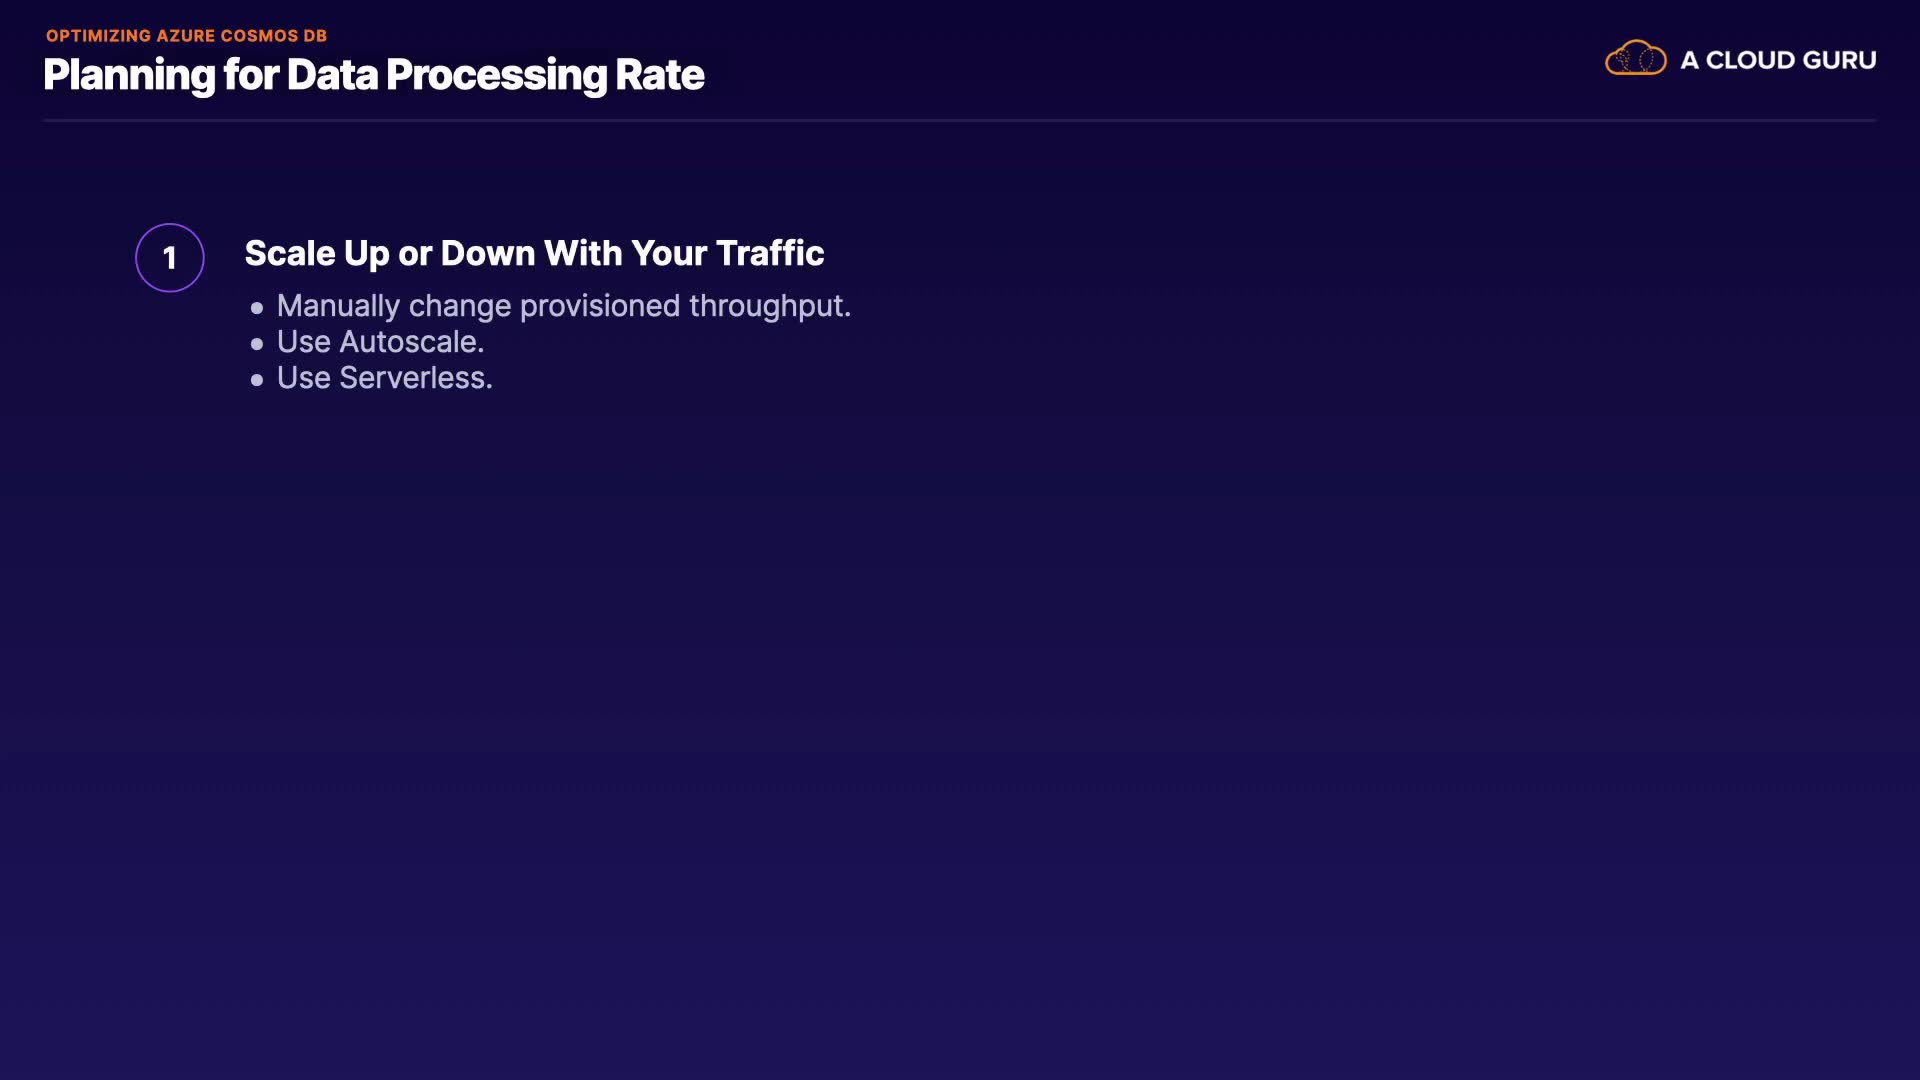 OPTIMIZING AZURE COSMOS DB
Planning for Data Processing Rate
A CLOUD GURU
1
Scale Up or Down With Your Traffic
• Manually change provisioned throughput.
• Use Autoscale.
• Use Serverless.